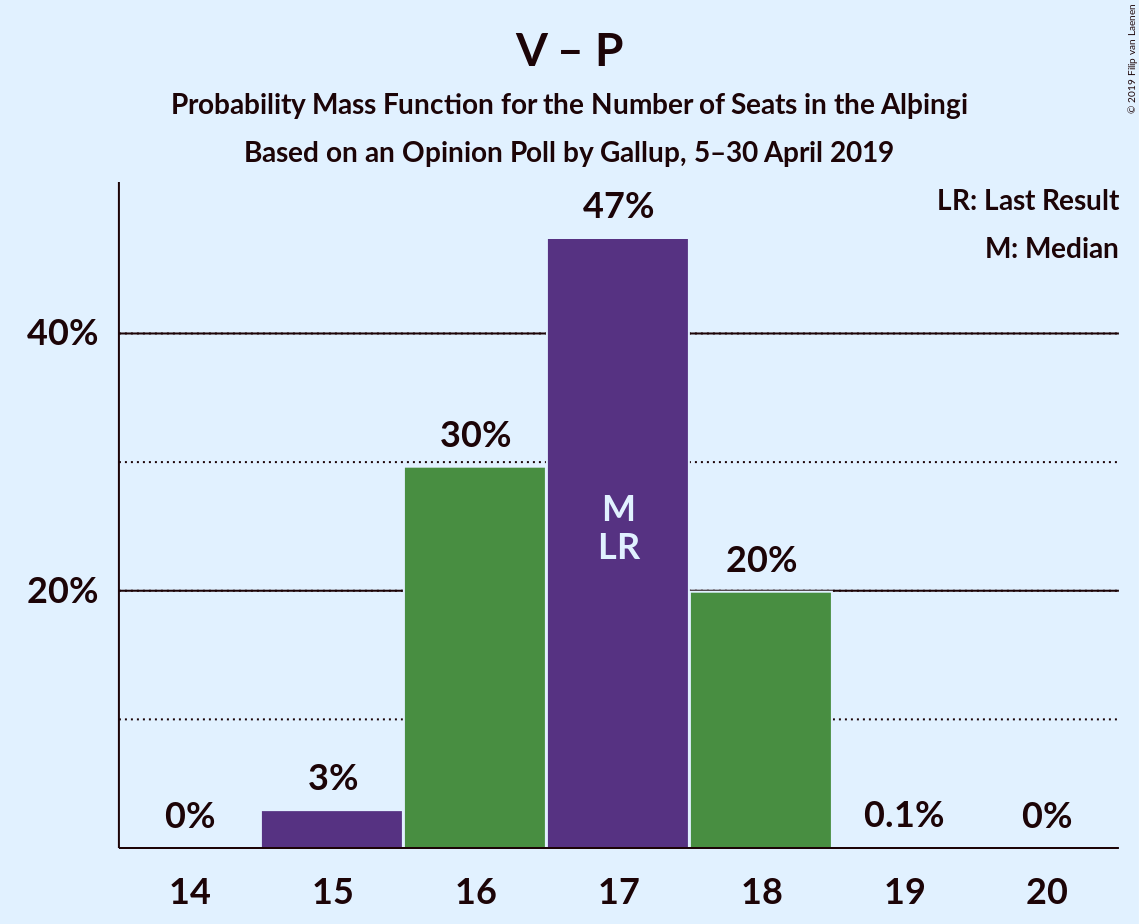 V – P
Probability Mass Function for the Number of Seats in the Alþingi
Based on an Opinion Poll by Gallup, 5–30 April 2019
© 2019 Filip van Laenen
LR: Last Result
M: Median
47%
40%
30%
M
LR
20%
20%
3%
0%
0.1%
0%
14 15 16 17 18 19 20